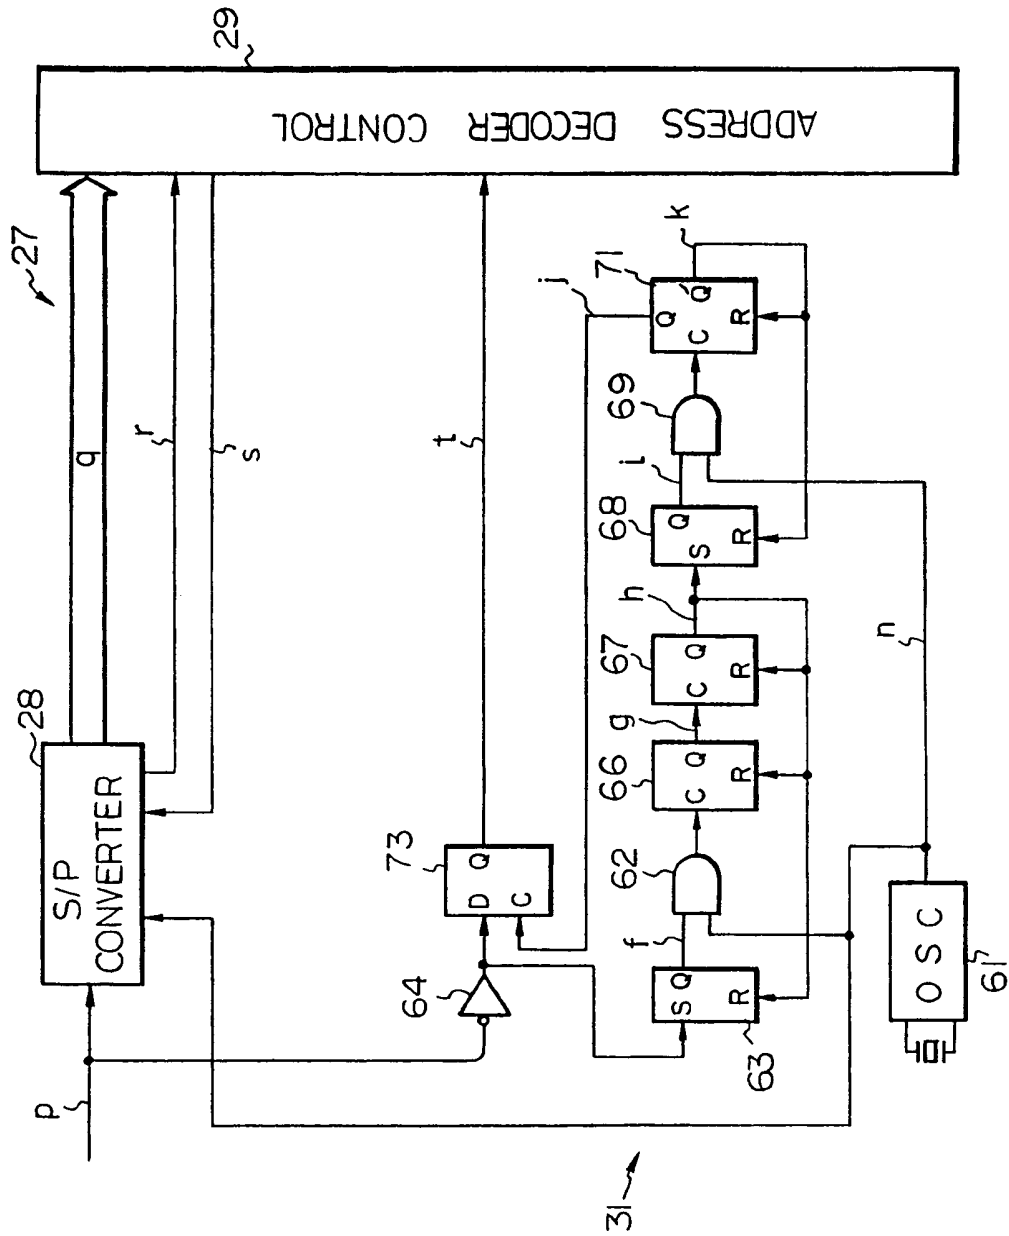 29
ADDRESS DECODER CONTROL
27
q
r
s
t
28
S/P
CONVERTER
p
73
D Q
C
64
j
71
Q
Q'
C
R
k
69
i
68
Q
S
R
h
67
C Q
R
g
66
C Q
R
62
f
S Q
R
63
n
OSC
61
31